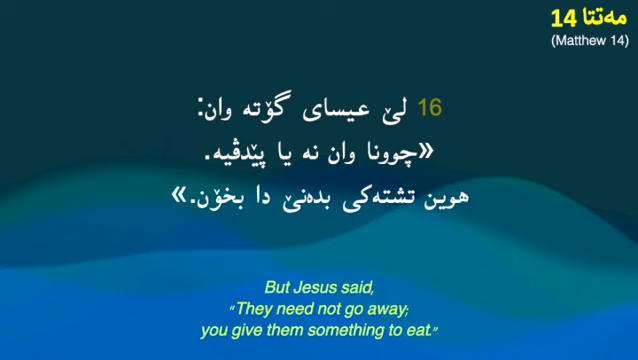 مەتتا 14
(Matthew 14)
16 لێ عیسای گۆتە وان:
«چوونا وان نە یا پێدڤیە.
هوین تشتەکی بدەنێ دا بخۆن.»
But Jesus said,
“They need not go away;
you give them something to eat.”